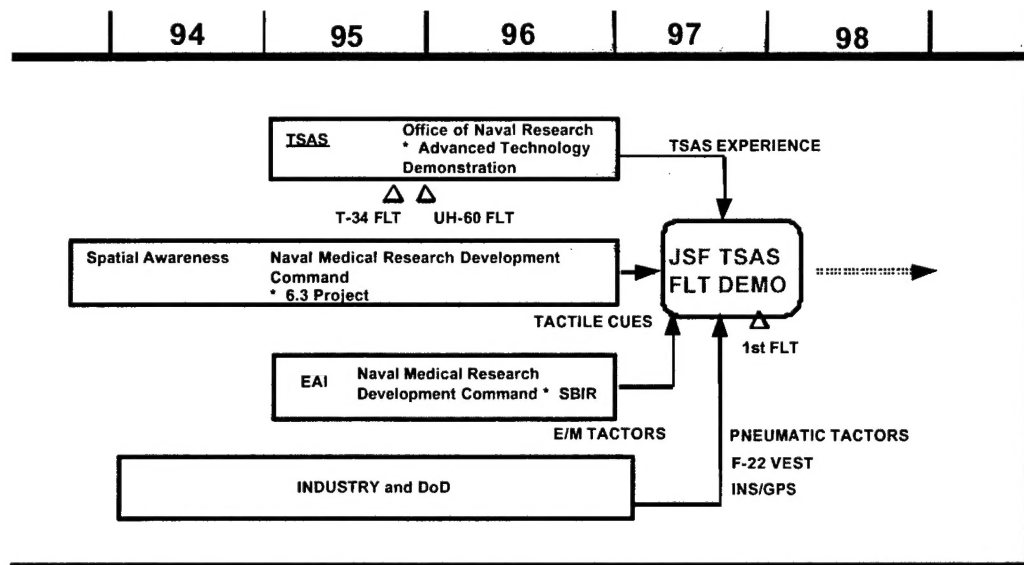 94 95 96 97 98
TSAS
Office of Naval Research
* Advanced Technology
Demonstration
TSAS EXPERIENCE
T-34 FLT
UH-60 FLT
Spatial Awareness
Naval Medical Research Development
Command
* 6.3 Project
JSF TSAS
FLT DEMO
TACTILE CUES
1st FLT
EAI
Naval Medical Research
Development Command * SBIR
E/M TACTORS
PNEUMATIC TACTORS
F-22 VEST
INS/GPS
INDUSTRY and DoD